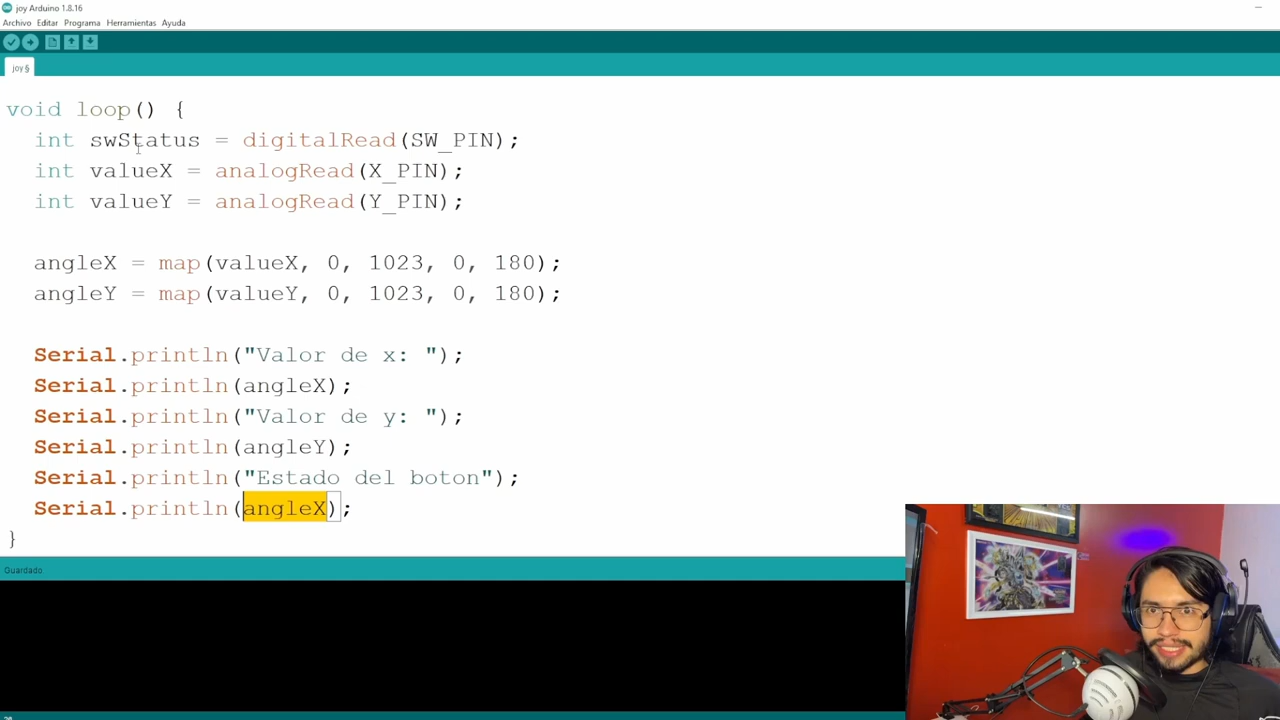 joy Arduino 1.8.16
Archivo Editar Programa Herramientas Ayuda
joy §
void loop() {
int swStatus = digitalRead(SW_PIN);
int valueX = analogRead(X_PIN);
int valueY = analogRead(Y_PIN);
angleX = map(valueX, 0, 1023, 0, 180);
angleY = map(valueY, 0, 1023, 0, 180);
Serial.println("Valor de x: ");
Serial.println(angleX);
Serial.println("Valor de y: ");
Serial.println(angleY);
Serial.println("Estado del boton");
Serial.println(angleX);
}
Guardado